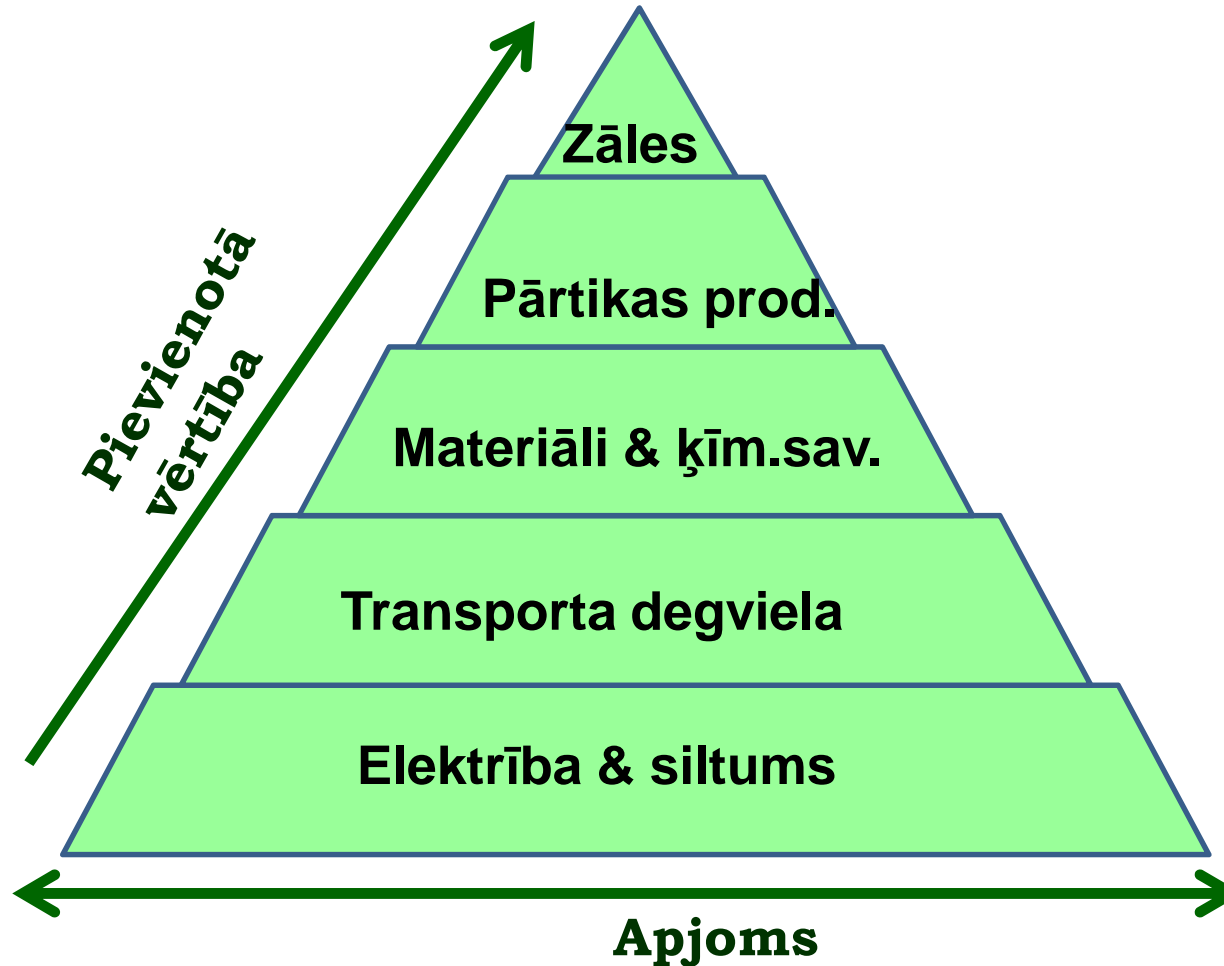 Zāles
Pārtikas prod.
Materiāli & ķīm.sav.
Transporta degviela
Elektrība & siltums
Pievienotā
vērtība
Apjoms